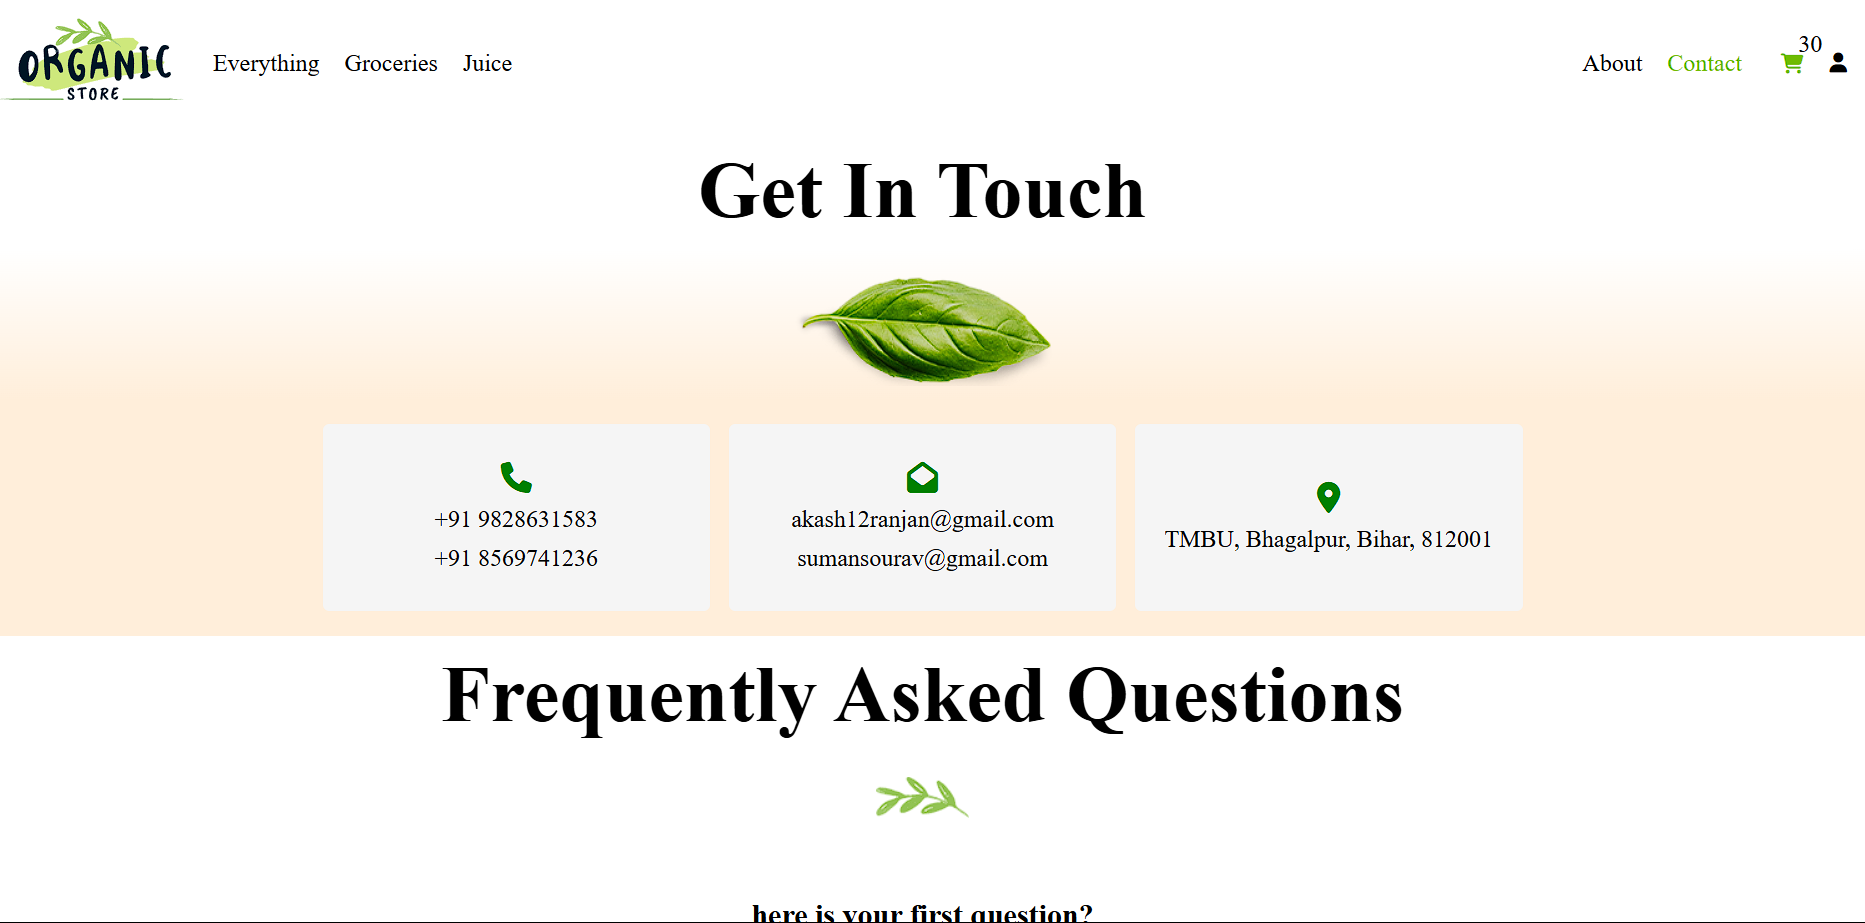 ORGANIC
STORE
Everything Groceries Juice
About Contact 30
Get In Touch
+91 9828631583
+91 8569741236
akash12ranjan@gmail.com
sumansourav@gmail.com
TMBU, Bhagalpur, Bihar, 812001
Frequently Asked Questions
here is your first question?